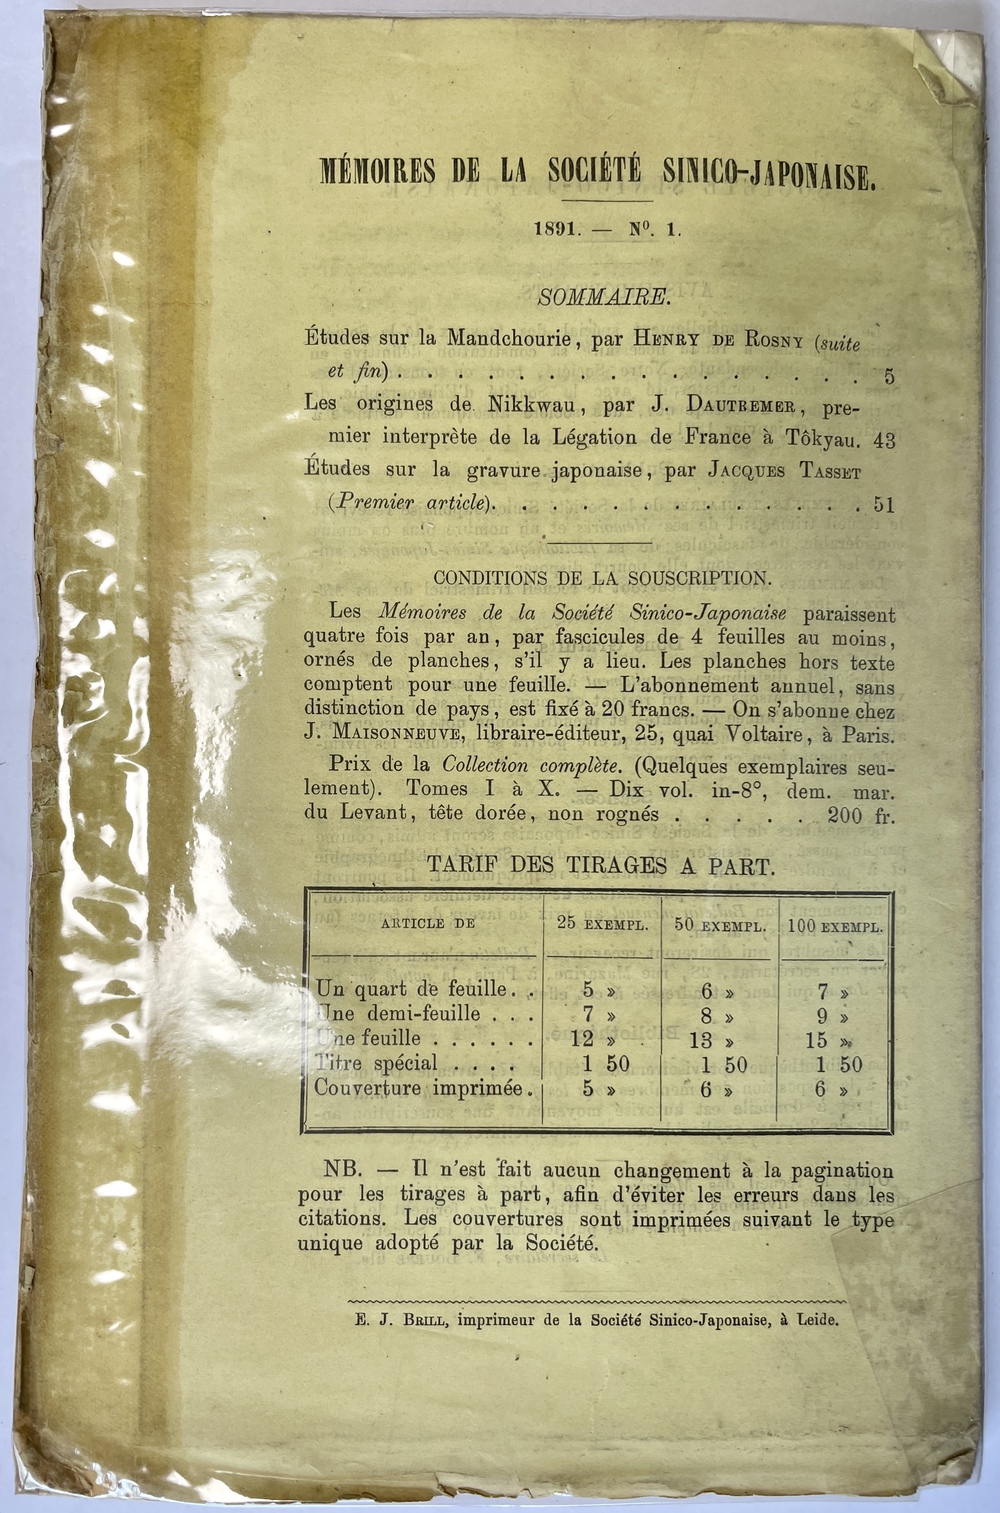 MÉMOIRES DE LA SOCIÉTÉ SINICO-JAPONAISE.
1891. — Nº. 1.
SOMMAIRE.
Études sur la Mandchourie, par HENRY DE ROSNY (suite
et fin) . . . . . . . . . . . . . . . . 5
Les origines de Nikkwau, par J. DAUTREMER, pre-
mier interprète de la Légation de France à Tôkyau. 43
Études sur la gravure japonaise, par JACQUES TASSET
(Premier article). . . . . . . . . . . . . 51
CONDITIONS DE LA SOUSCRIPTION.
Les Mémoires de la Société Sinico-Japonaise paraissent
quatre fois par an, par fascicules de 4 feuilles au moins,
ornés de planches, s'il y a lieu. Les planches hors texte
comptent pour une feuille. — L'abonnement annuel, sans
distinction de pays, est fixé à 20 francs. — On s'abonne chez
J. MAISONNEUVE, libraire-éditeur, 25, quai Voltaire, à Paris.
Prix de la Collection complète. (Quelques exemplaires seu-
lement). Tomes I à X. — Dix vol. in-8°, dem. mar.
du Levant, tête dorée, non rognés . . . . . 200 fr.
TARIF DES TIRAGES A PART.
ARTICLE DE 25 EXEMPL. 50 EXEMPL. 100 EXEMPL.
Un quart de feuille. . 5 » 6 » 7 »
Une demi-feuille . . . 7 » 8 » 9 »
Une feuille . . . . . . 12 » 13 » 15 »
Titre spécial . . . . 1 50 1 50 1 50
Couverture imprimée. 5 » 6 » 6 »
NB. — Il n'est fait aucun changement à la pagination
pour les tirages à part, afin d'éviter les erreurs dans les
citations. Les couvertures sont imprimées suivant le type
unique adopté par la Société.
E. J. BRILL, imprimeur de la Société Sinico-Japonaise, à Leide.